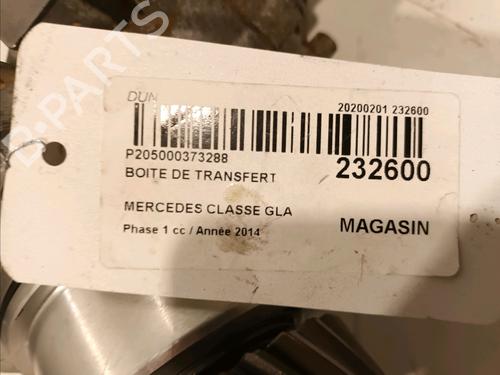 DUN
20200201 232600
P205000373288
BOITE DE TRANSFERT
232600
MERCEDES CLASSE GLA
Phase 1 cc / Année 2014
MAGASIN
B-PARTS